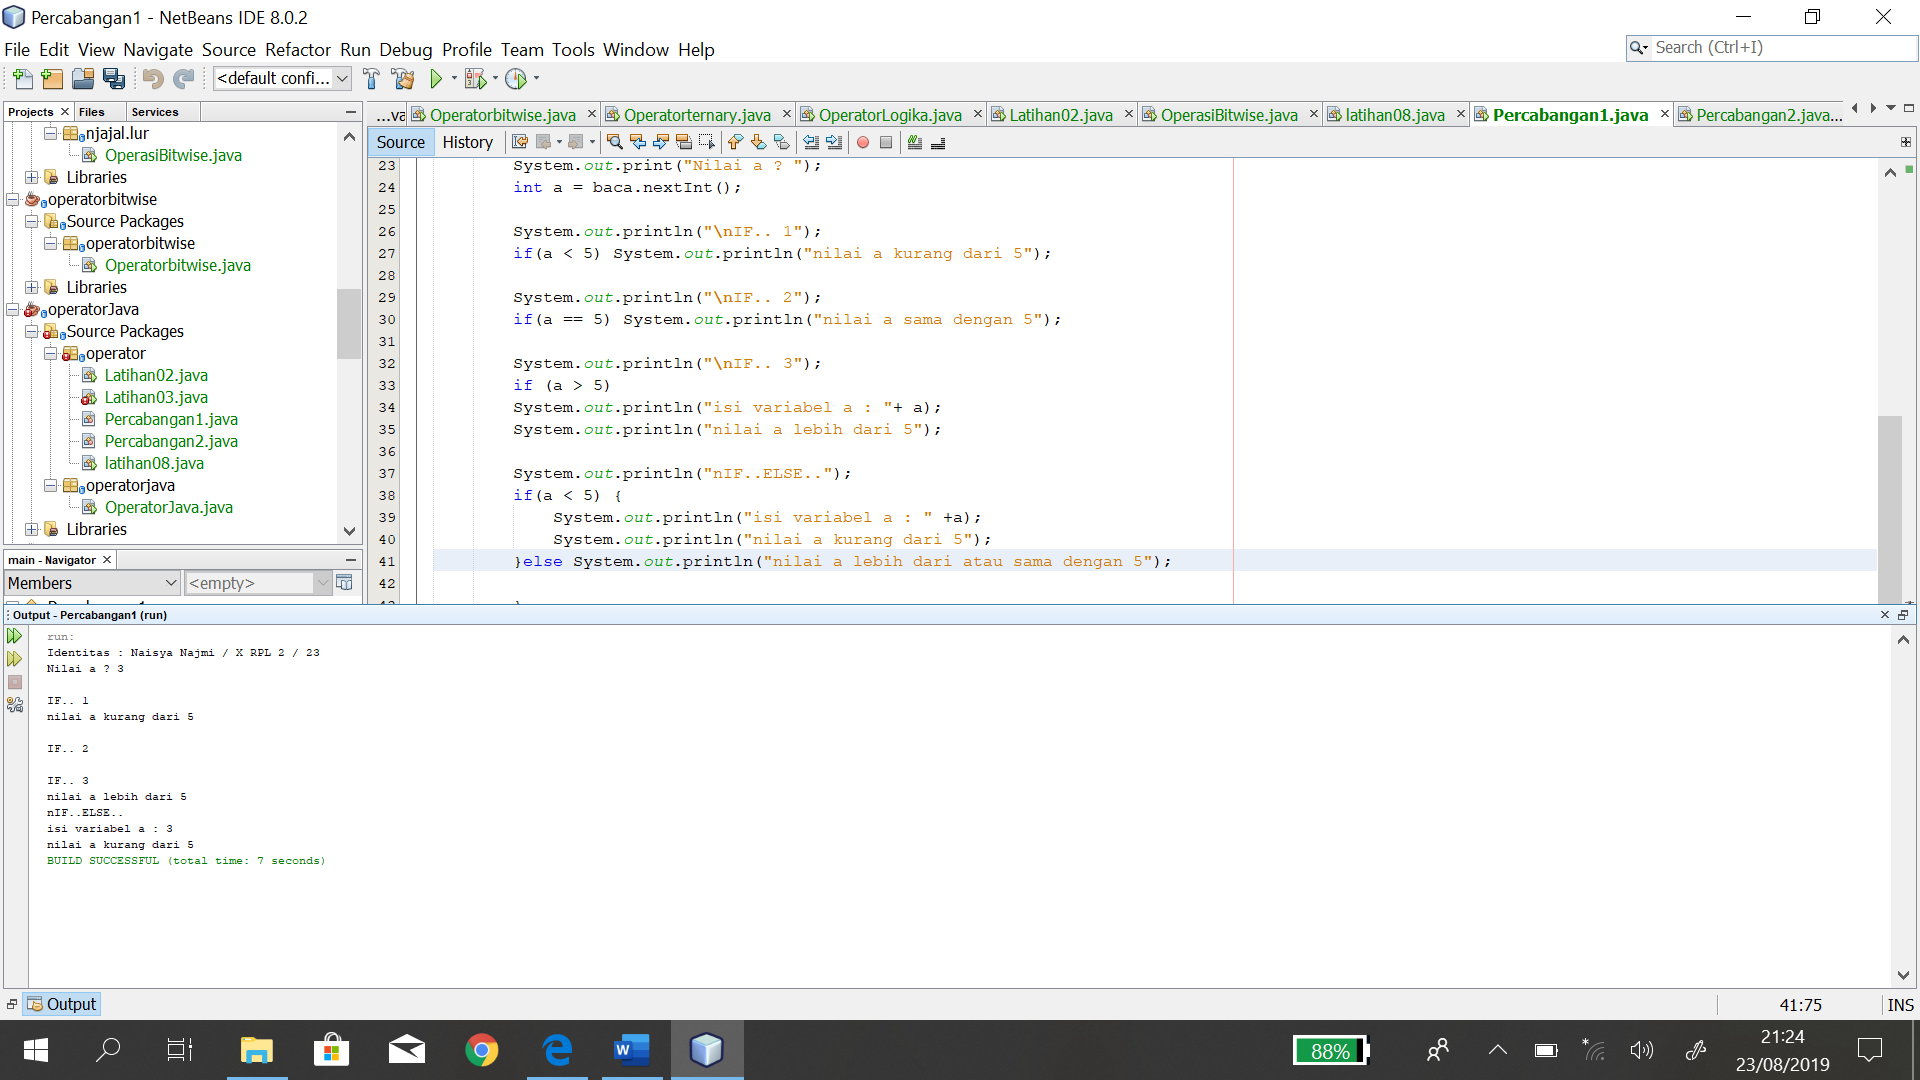 Percabangan1 - NetBeans IDE 8.0.2
File Edit View Navigate Source Refactor Run Debug Profile Team Tools Window Help
Search (Ctrl+I)
<default confi...
Projects Files Services
njajal.lur
OperasiBitwise.java
Libraries
operatorbitwise
Source Packages
operatorbitwise
Operatorbitwise.java
Libraries
operatorJava
Source Packages
operator
Latihan02.java
Latihan03.java
Percabangan1.java
Percabangan2.java
latihan08.java
operatorjava
OperatorJava.java
Libraries
main - Navigator
Members <empty>
...va Operatorbitwise.java Operatorternary.java OperatorLogika.java Latihan02.java OperasiBitwise.java latihan08.java Percabangan1.java Percabangan2.java...
Source History
23 System.out.print("Nilai a ? ");
24 int a = baca.nextInt();
25
26 System.out.println("\nIF.. 1");
27 if(a < 5) System.out.println("nilai a kurang dari 5");
28
29 System.out.println("\nIF.. 2");
30 if(a == 5) System.out.println("nilai a sama dengan 5");
31
32 System.out.println("\nIF.. 3");
33 if (a > 5)
34 System.out.println("isi variabel a : "+ a);
35 System.out.println("nilai a lebih dari 5");
36
37 System.out.println("nIF..ELSE..");
38 if(a < 5) {
39 System.out.println("isi variabel a : " +a);
40 System.out.println("nilai a kurang dari 5");
41 }else System.out.println("nilai a lebih dari atau sama dengan 5");
42
Output - Percabangan1 (run)
run:
Identitas : Naisya Najmi / X RPL 2 / 23
Nilai a ? 3
IF.. 1
nilai a kurang dari 5
IF.. 2
IF.. 3
nilai a lebih dari 5
nIF..ELSE..
isi variabel a : 3
nilai a kurang dari 5
BUILD SUCCESSFUL (total time: 7 seconds)
Output
41:75 INS
88%
21:24
23/08/2019